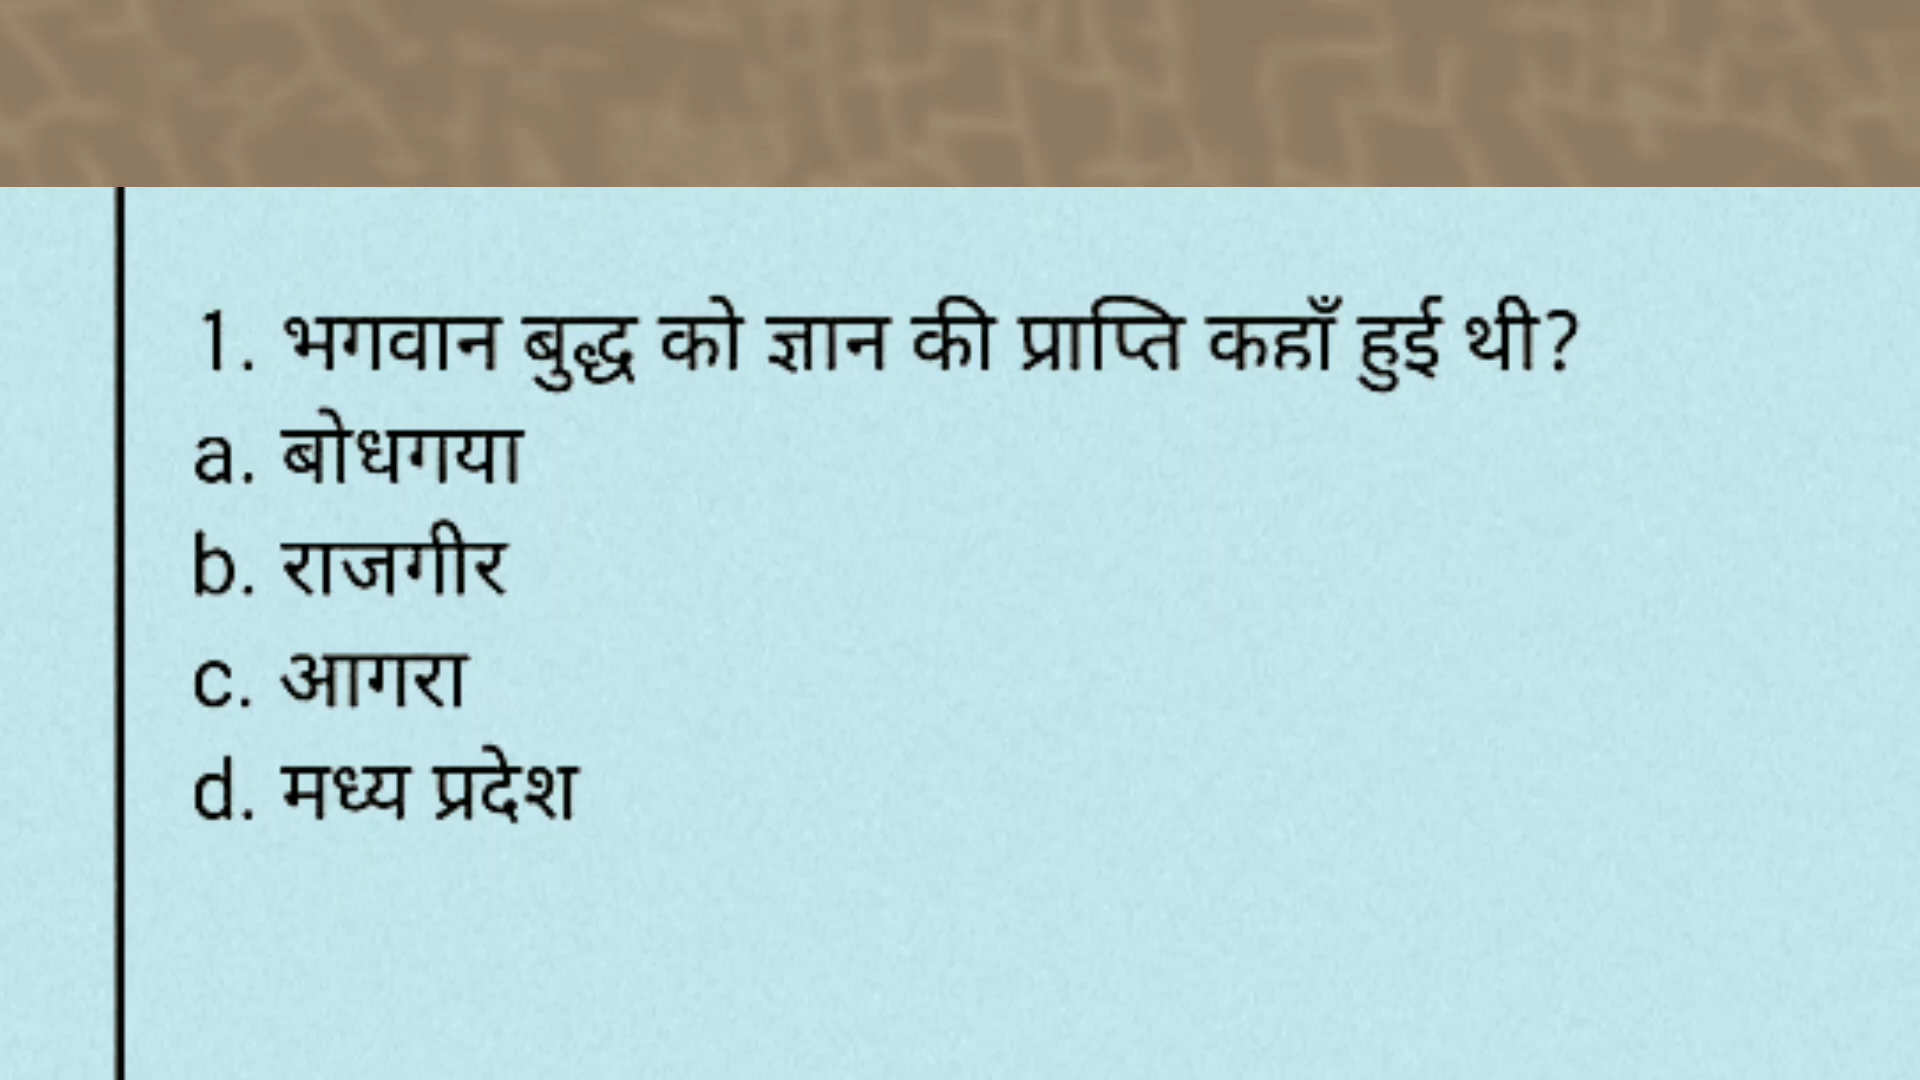 1. भगवान बुद्ध को ज्ञान की प्राप्ति कहाँ हुई थी?
a. बोधगया
b. राजगीर
c. आगरा
d. मध्य प्रदेश